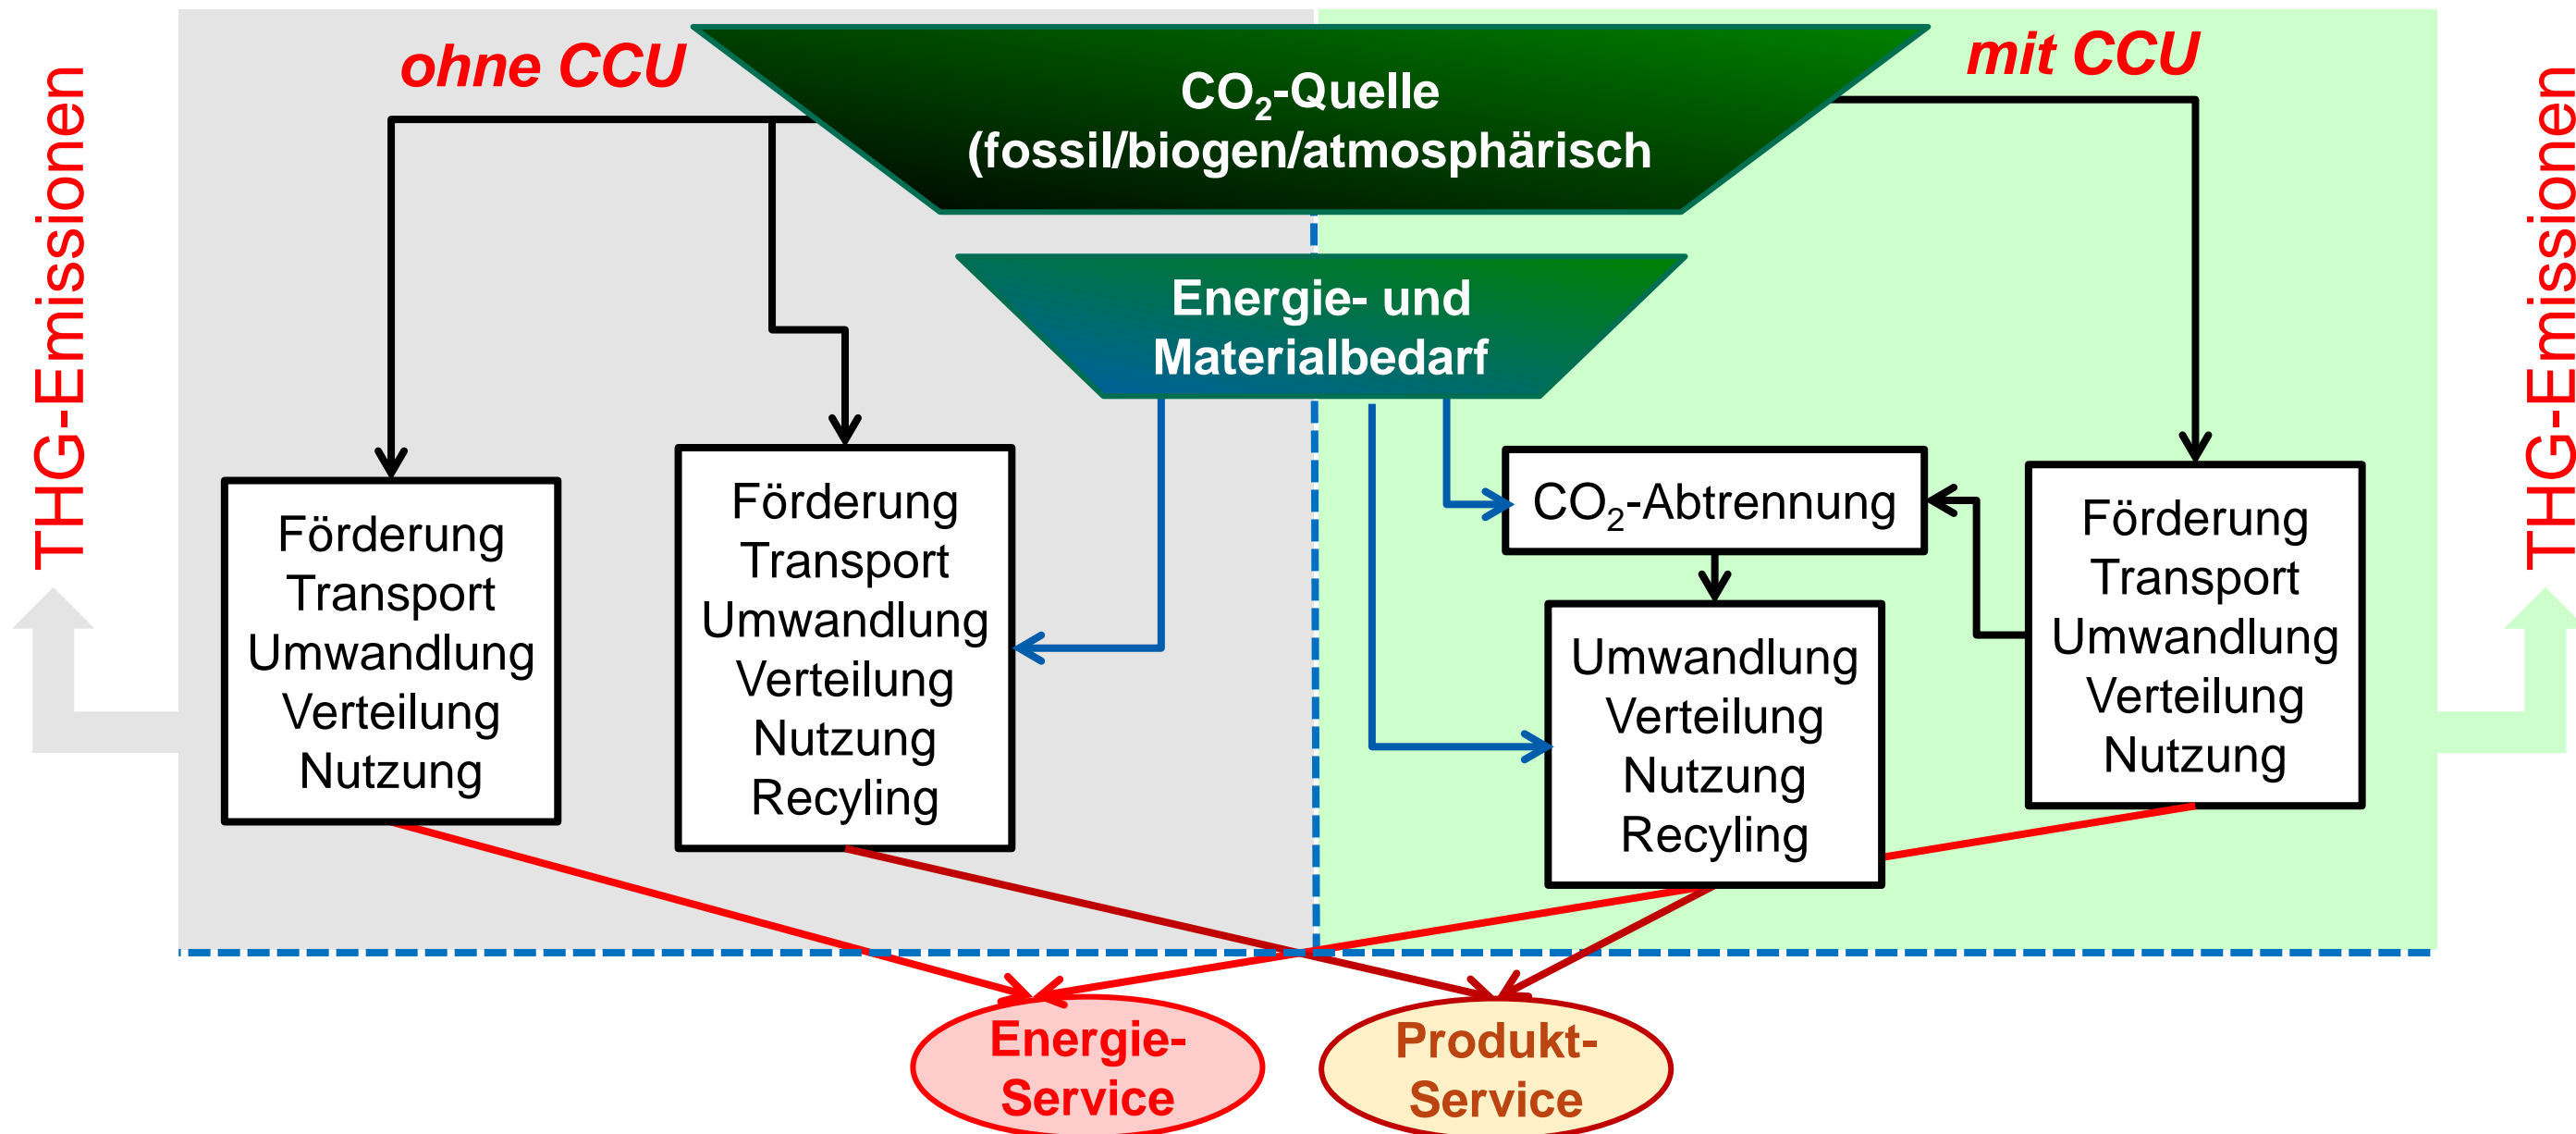 ohne CCU
mit CCU
THG-Emissionen
CO₂-Quelle
(fossil/biogen/atmosphärisch
Energie- und
Materialbedarf
Förderung
Transport
Umwandlung
Verteilung
Nutzung
Förderung
Transport
Umwandlung
Verteilung
Nutzung
Recyling
CO₂-Abtrennung
Umwandlung
Verteilung
Nutzung
Recyling
Förderung
Transport
Umwandlung
Verteilung
Nutzung
THG-Emissionen
Energie-
Service
Produkt-
Service